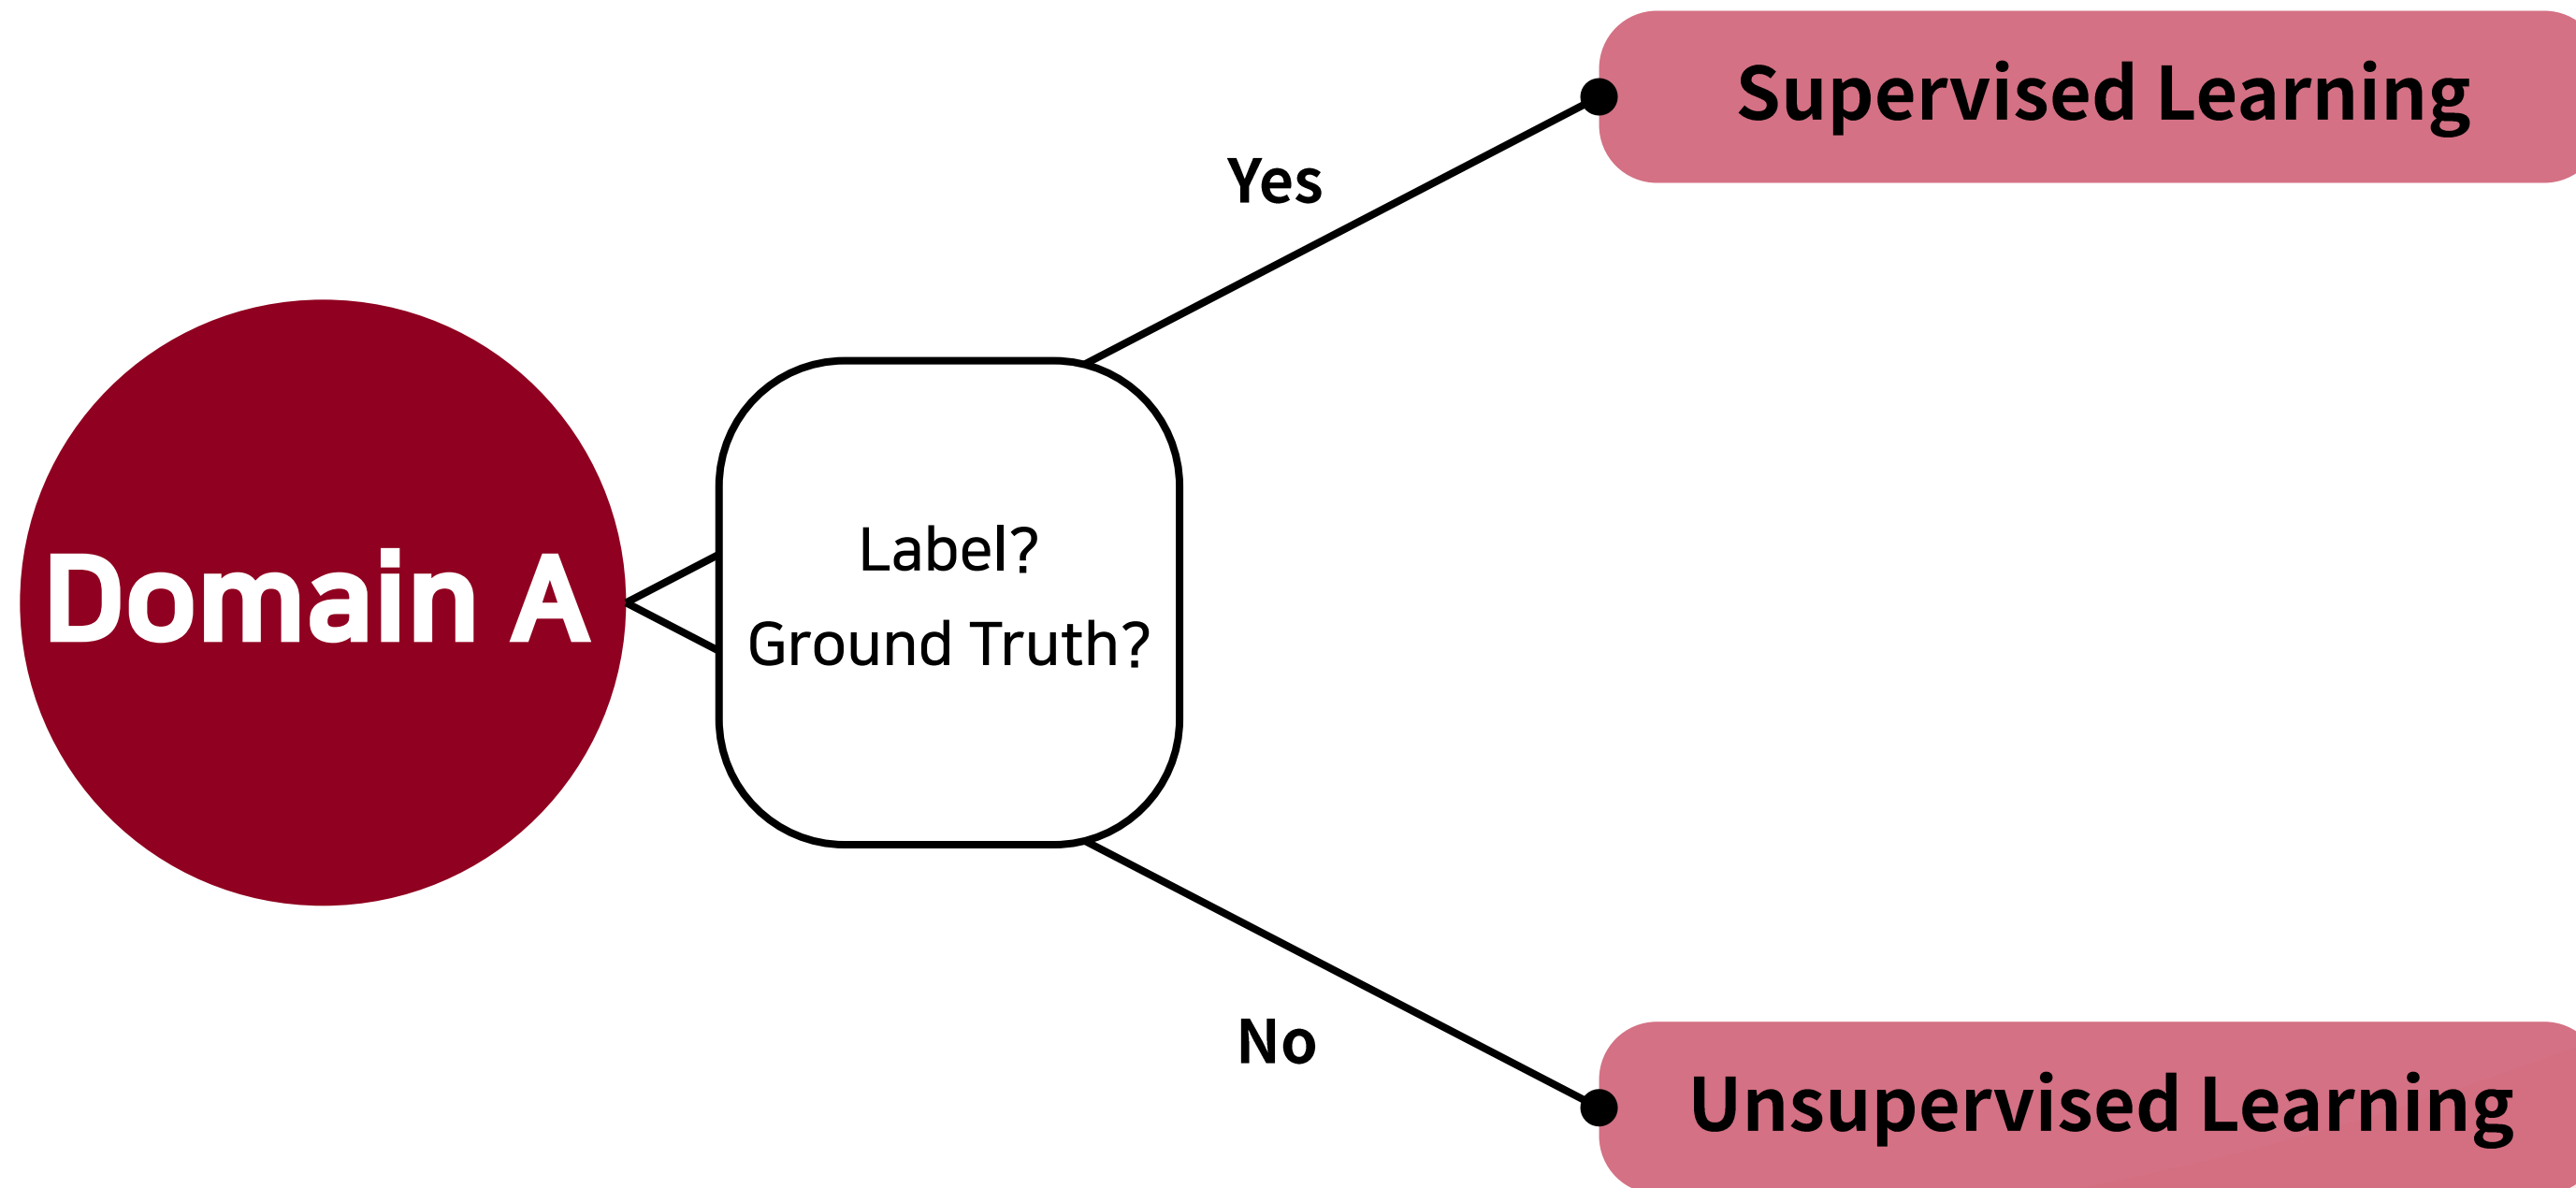 Supervised Learning
Yes
Domain A
Label?
Ground Truth?
No
Unsupervised Learning